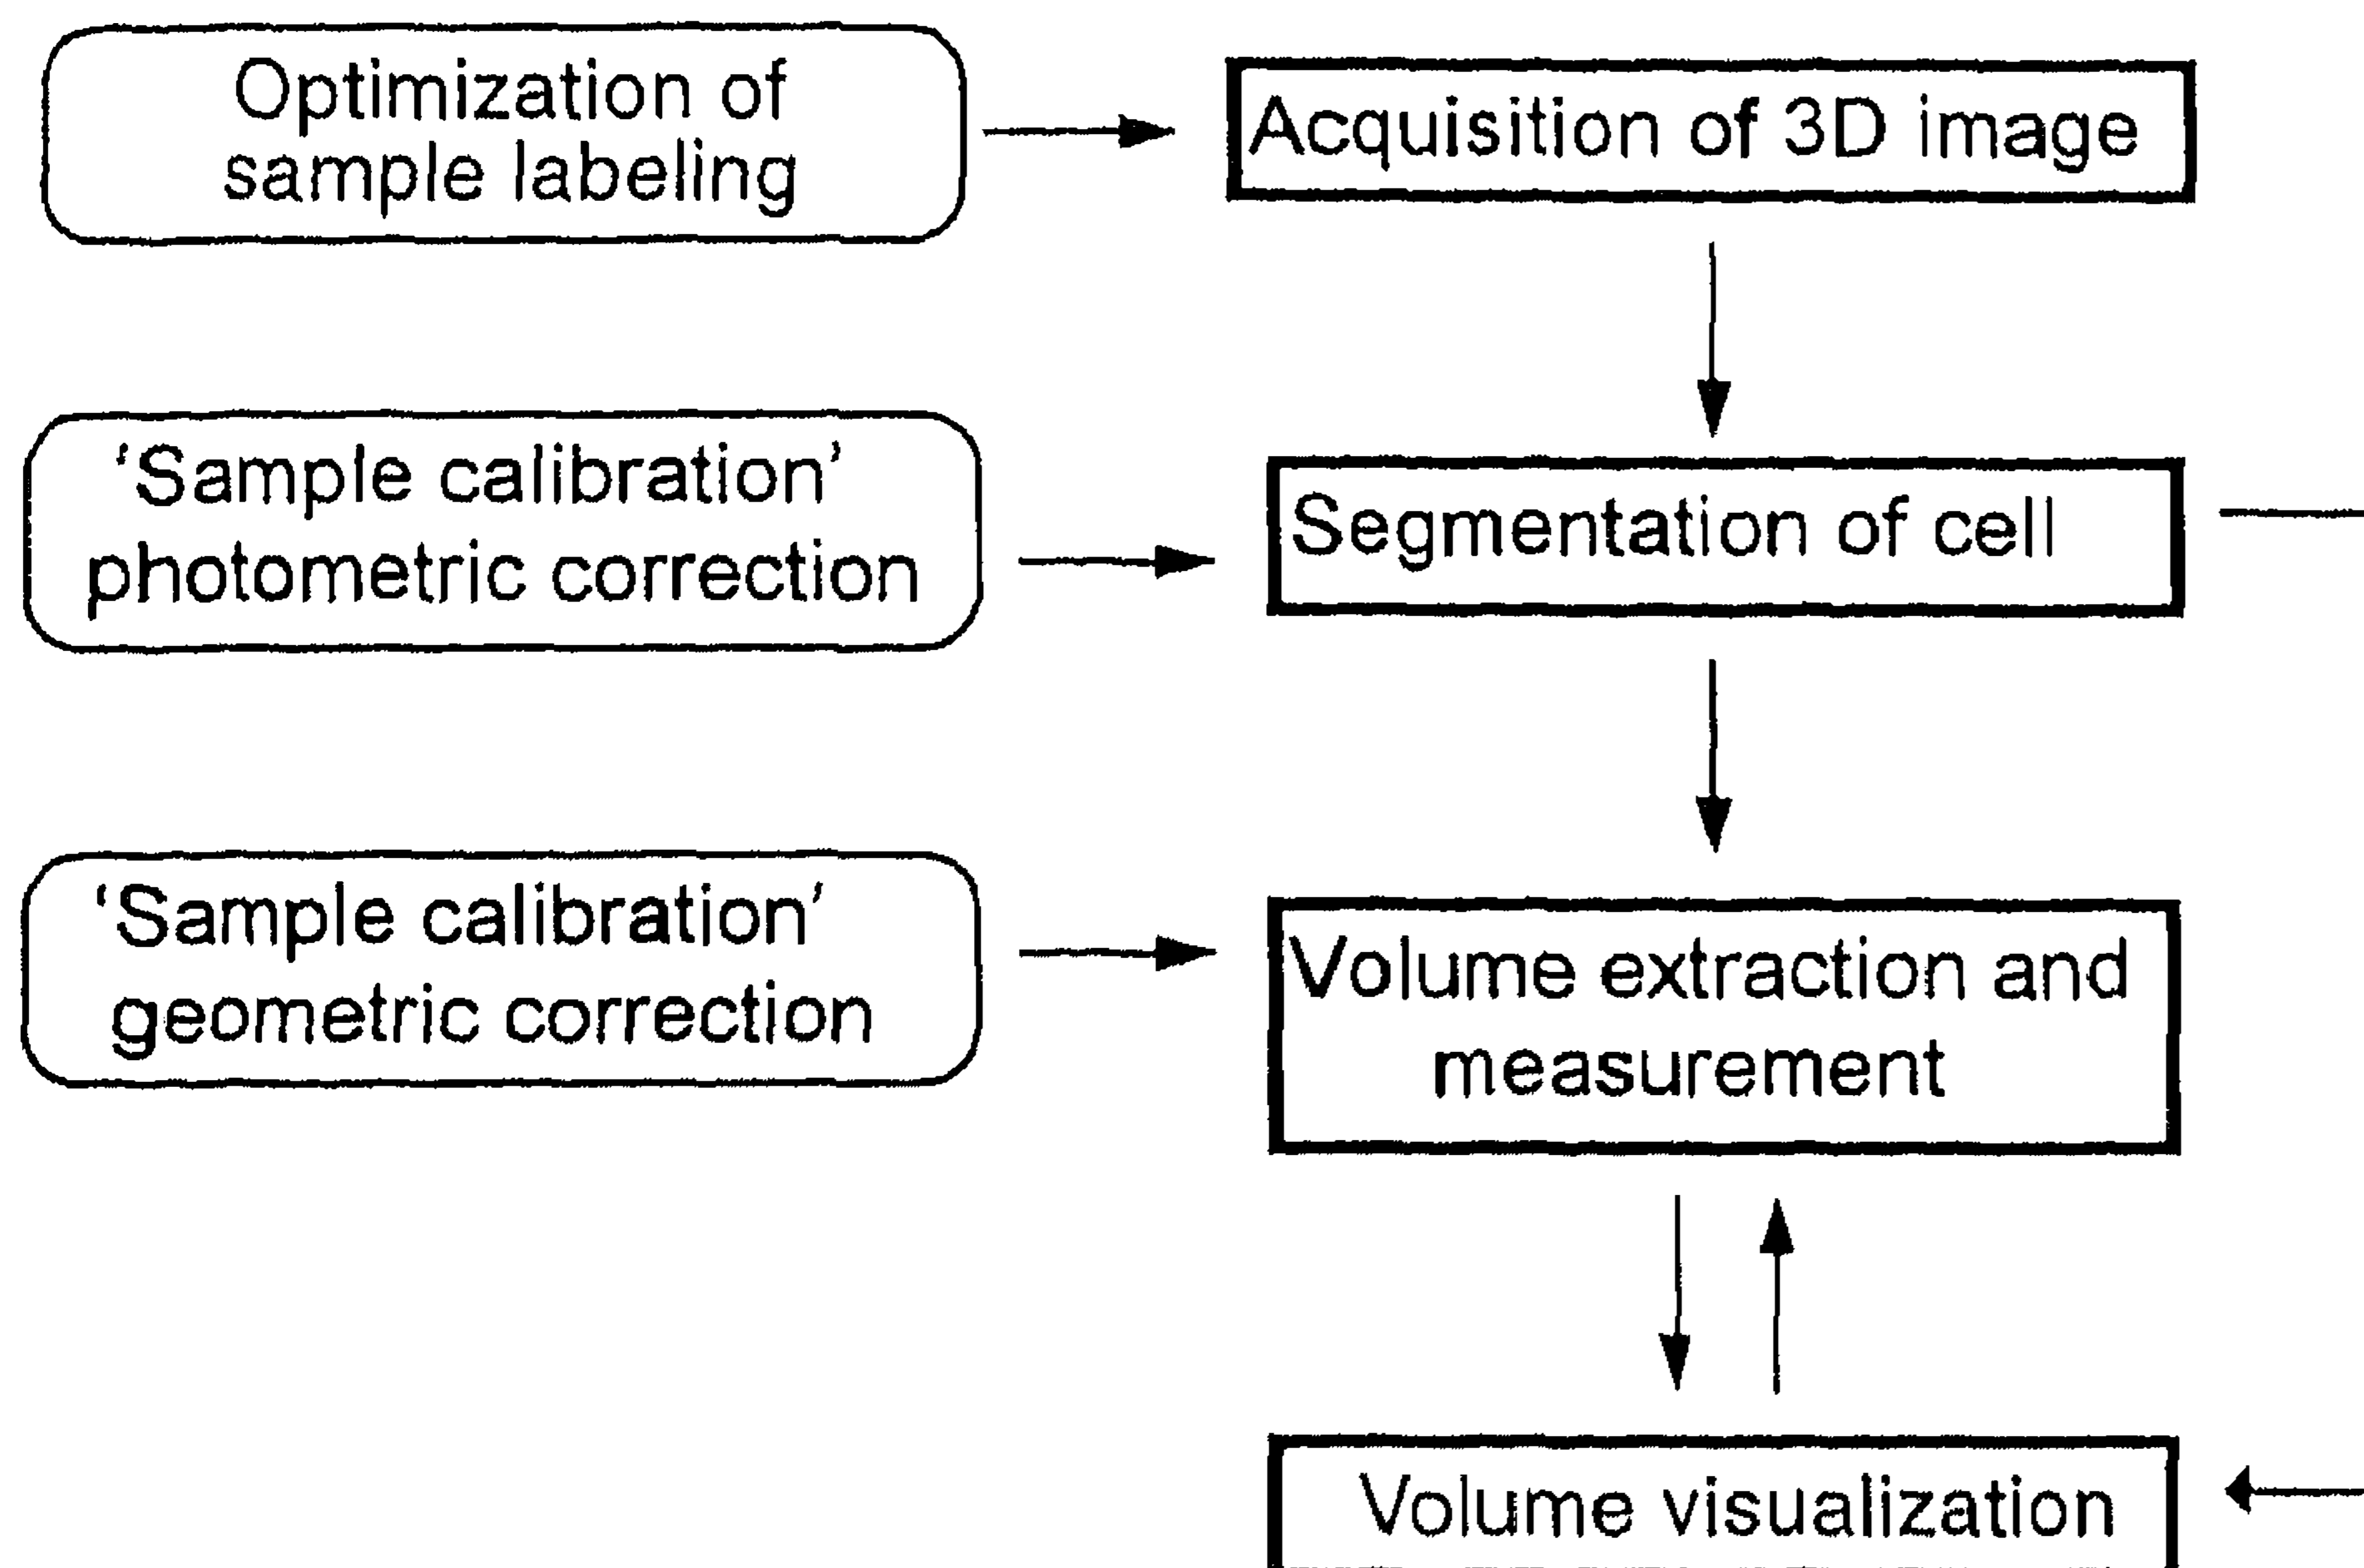 Optimization of
sample labeling
Acquisition of 3D image
‘Sample calibration’
photometric correction
Segmentation of cell
‘Sample calibration’
geometric correction
Volume extraction and
measurement
Volume visualization